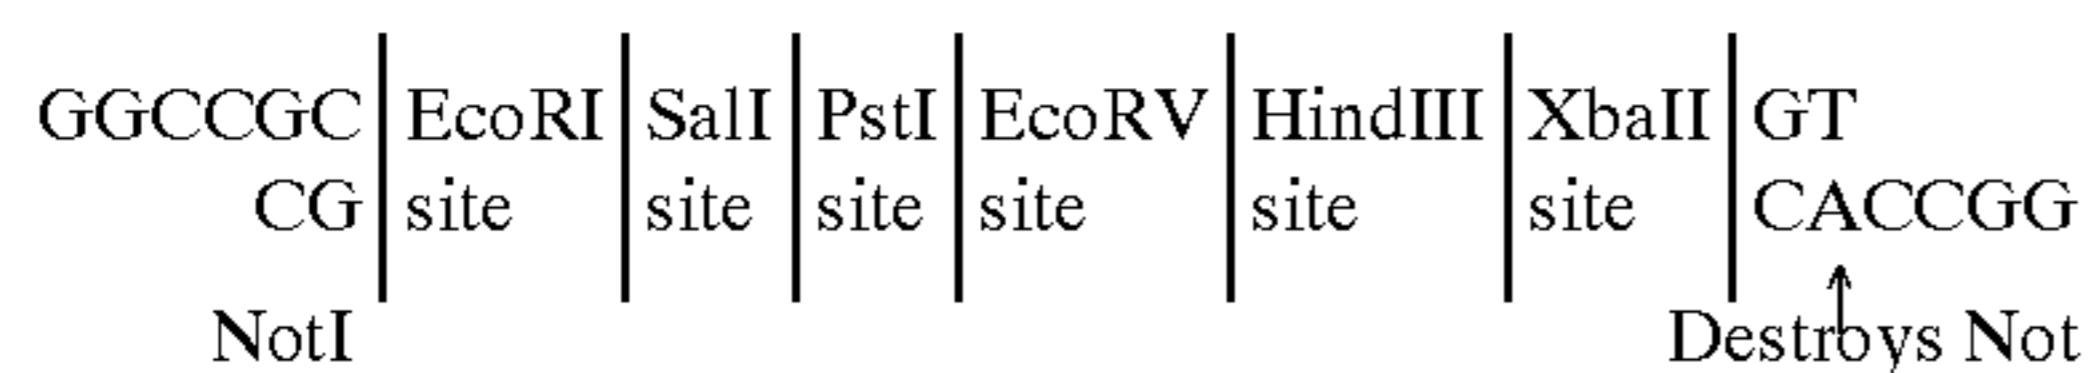 GGCCGC EcoRI SalI PstI EcoRV HindIII XbaII GT
CG site site site site site site CACCGG
NotI Destroys Not